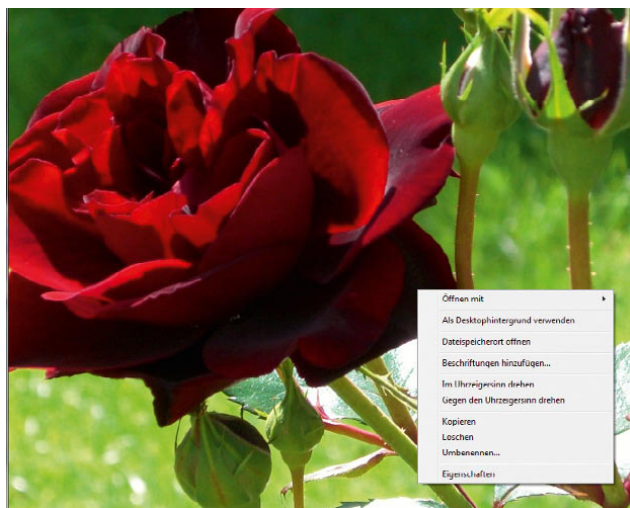 Öffnen mit
Als Desktophintergrund verwenden
Dateispeicherort öffnen
Beschriftungen hinzufügen...
Im Uhrzeigersinn drehen
Gegen den Uhrzeigersinn drehen
Kopieren
Löschen
Umbenennen...
Eigenschaften